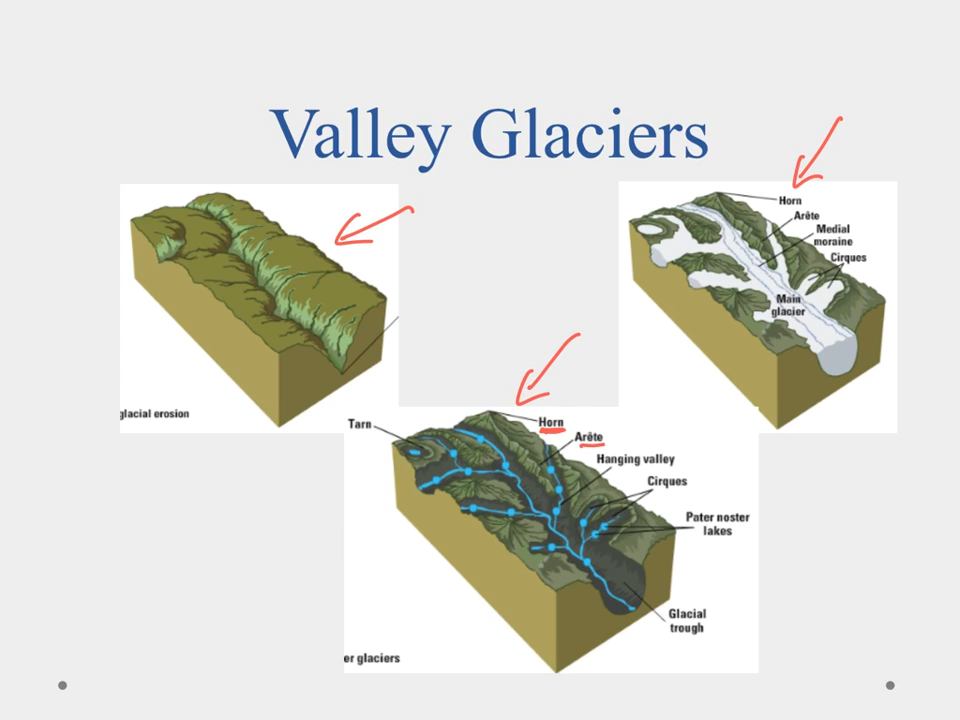 Valley Glaciers
glacial erosion
Horn
Arête
Medial
moraine
Cirques
Main
glacier
Tarn
Horn
Arête
Hanging valley
Cirques
Pater noster
lakes
Glacial
trough
er glaciers